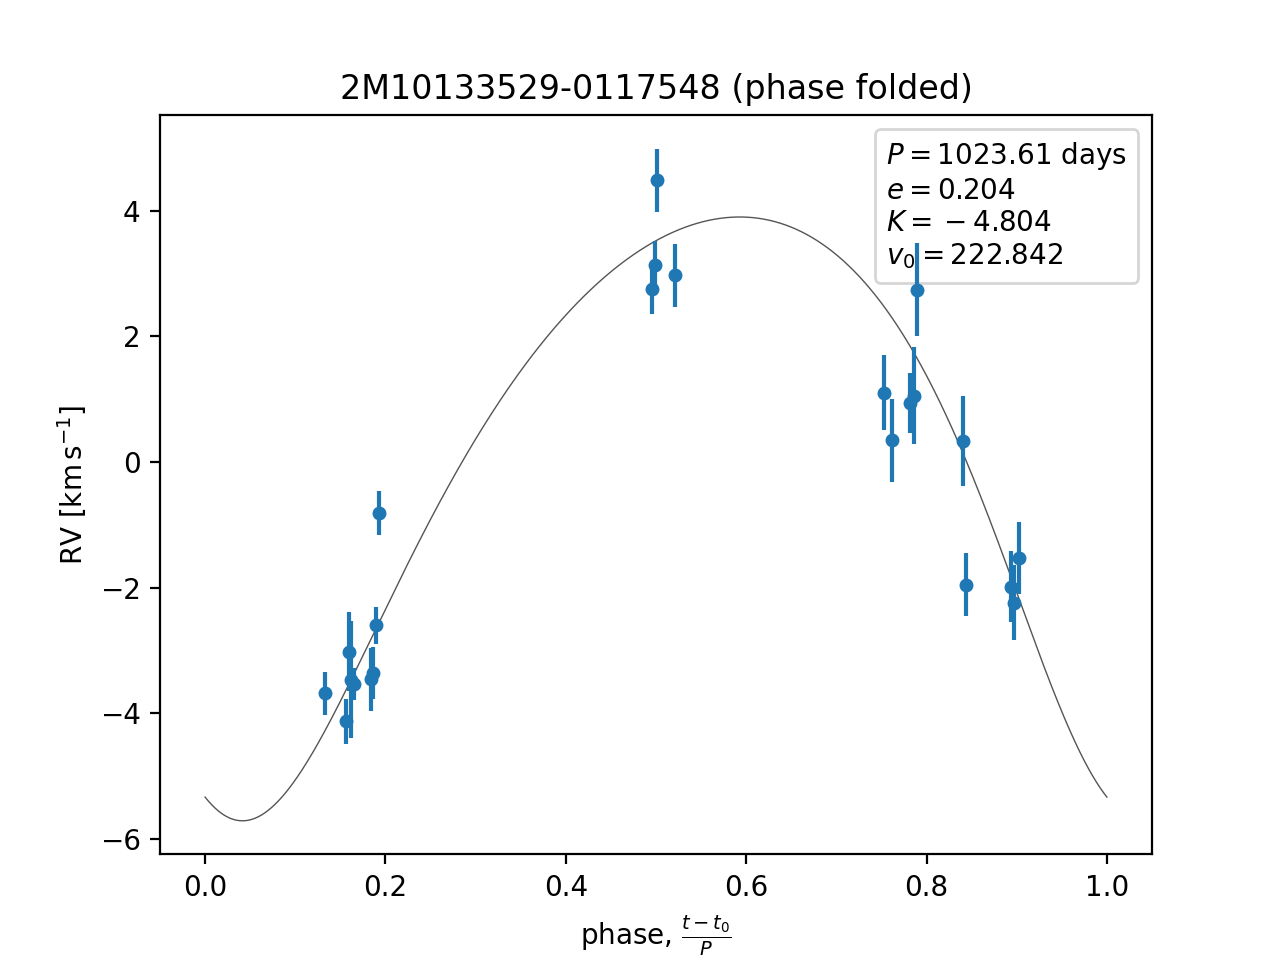 2M10133529-0117548 (phase folded)
P = 1023.61 days
e = 0.204
K = −4.804
v₀ = 222.842
RV [km s⁻¹]
4
2
0
−2
−4
−6
0.0 0.2 0.4 0.6 0.8 1.0
phase, (t − t₀)/P